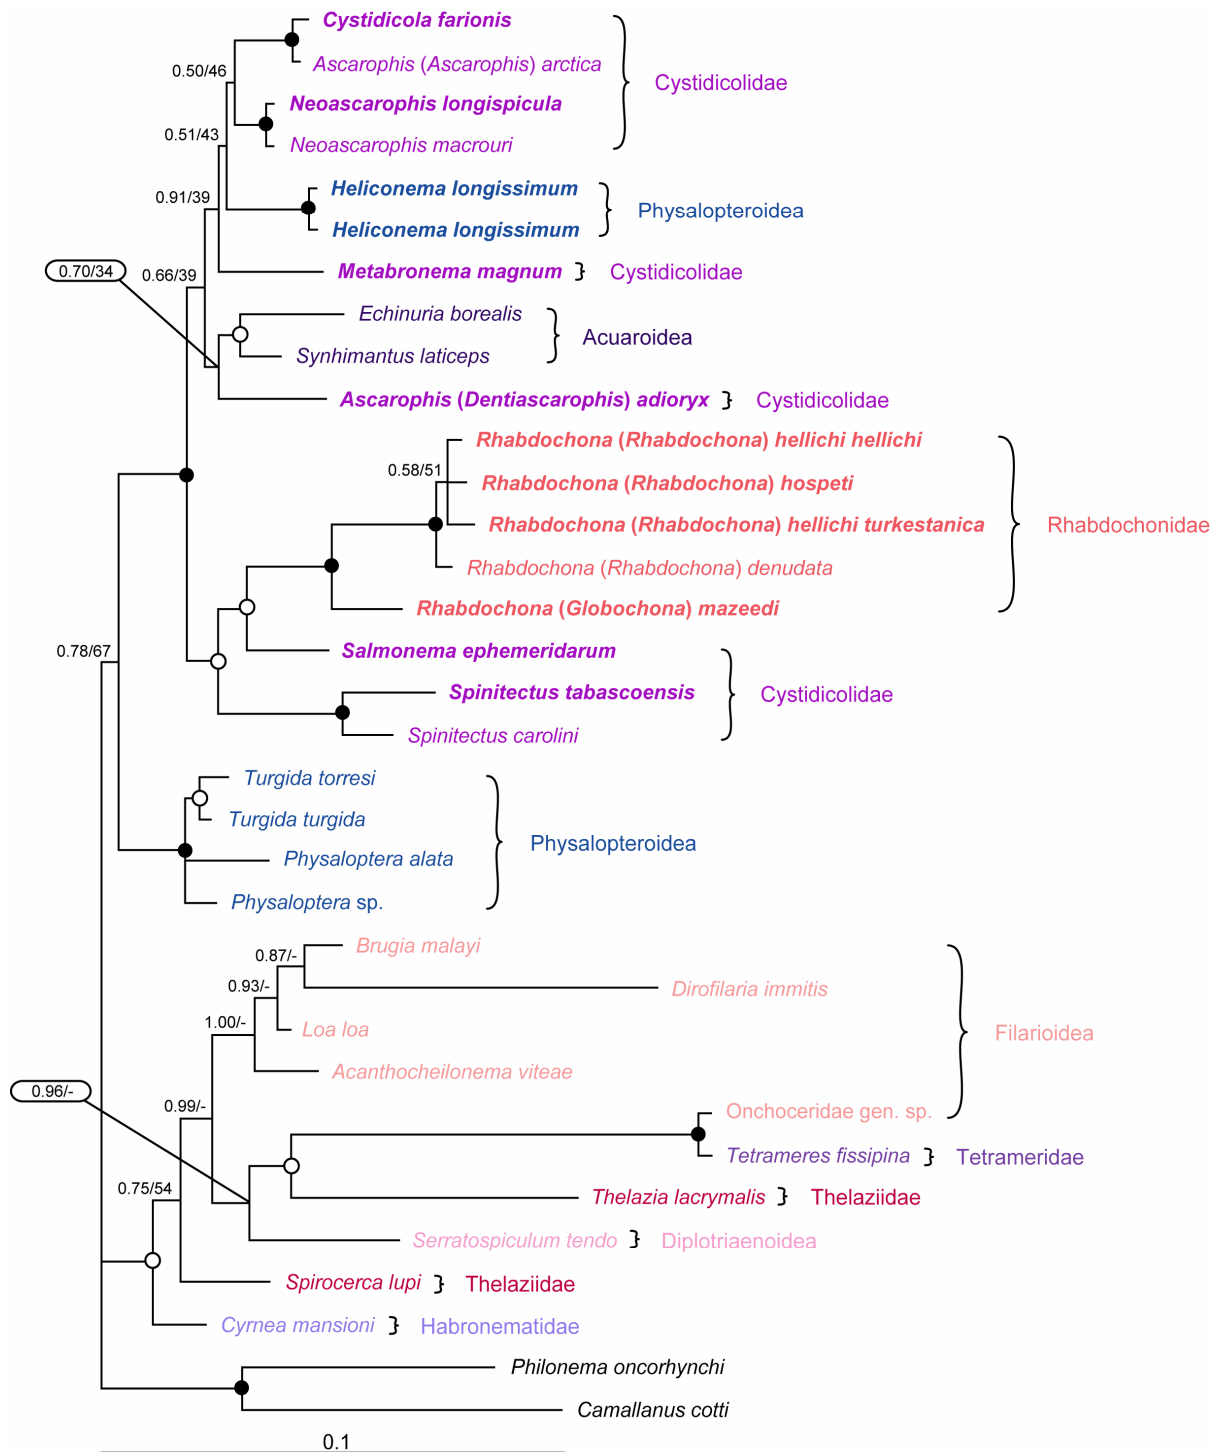 Cystidicola farionis
0.50/46
Ascarophis (Ascarophis) arctica
Cystidicolidae
Neoascarophis longispicula
0.51/43
Neoascarophis macrouri
Heliconema longissimum
0.91/39
Physalopteroidea
Heliconema longissimum
0.70/34
0.66/39
Metabronema magnum
Cystidicolidae
Echinuria borealis
Acuaroidea
Synhimantus laticeps
Ascarophis (Dentiascarophis) adioryx
Cystidicolidae
Rhabdochona (Rhabdochona) hellichi hellichi
0.58/51
Rhabdochona (Rhabdochona) hospeti
Rhabdochona (Rhabdochona) hellichi turkestanica
Rhabdochonidae
Rhabdochona (Rhabdochona) denudata
Rhabdochona (Globochona) mazeedi
0.78/67
Salmonema ephemeridarum
Spinitectus tabascoensis
Cystidicolidae
Spinitectus carolini
Turgida torresi
Turgida turgida
Physalopteroidea
Physaloptera alata
Physaloptera sp.
Brugia malayi
0.87/-
0.93/-
Dirofilaria immitis
1.00/-
Loa loa
Filarioidea
Acanthocheilonema viteae
0.96/-
0.99/-
Onchoceridae gen. sp.
Tetrameres fissipina
Tetrameridae
0.75/54
Thelazia lacrymalis
Thelaziidae
Serratospiculum tendo
Diplotriaenoidea
Spirocerca lupi
Thelaziidae
Cyrnea mansioni
Habronematidae
Philonema oncorhynchi
Camallanus cotti
0.1